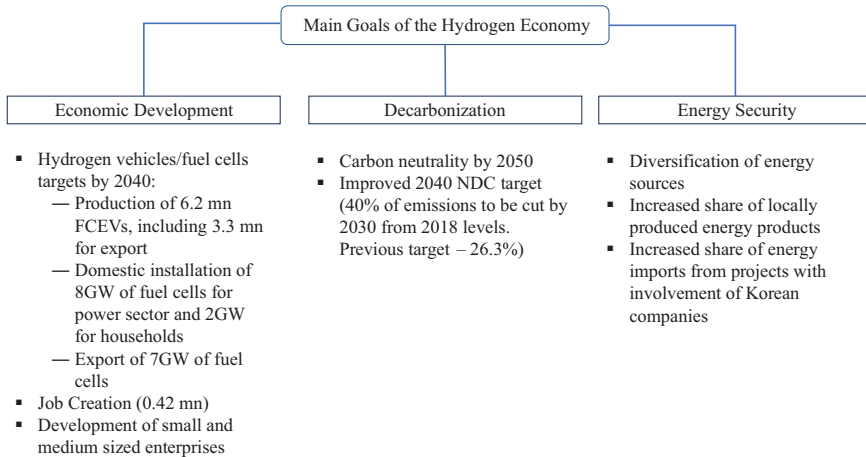 Main Goals of the Hydrogen Economy
Economic Development
▪ Hydrogen vehicles/fuel cells
targets by 2040:
— Production of 6.2 mn
FCEVs, including 3.3 mn
for export
— Domestic installation of
8GW of fuel cells for
power sector and 2GW
for households
— Export of 7GW of fuel
cells
▪ Job Creation (0.42 mn)
▪ Development of small and
medium sized enterprises
Decarbonization
▪ Carbon neutrality by 2050
▪ Improved 2040 NDC target
(40% of emissions to be cut by
2030 from 2018 levels.
Previous target – 26.3%)
Energy Security
▪ Diversification of energy
sources
▪ Increased share of locally
produced energy products
▪ Increased share of energy
imports from projects with
involvement of Korean
companies